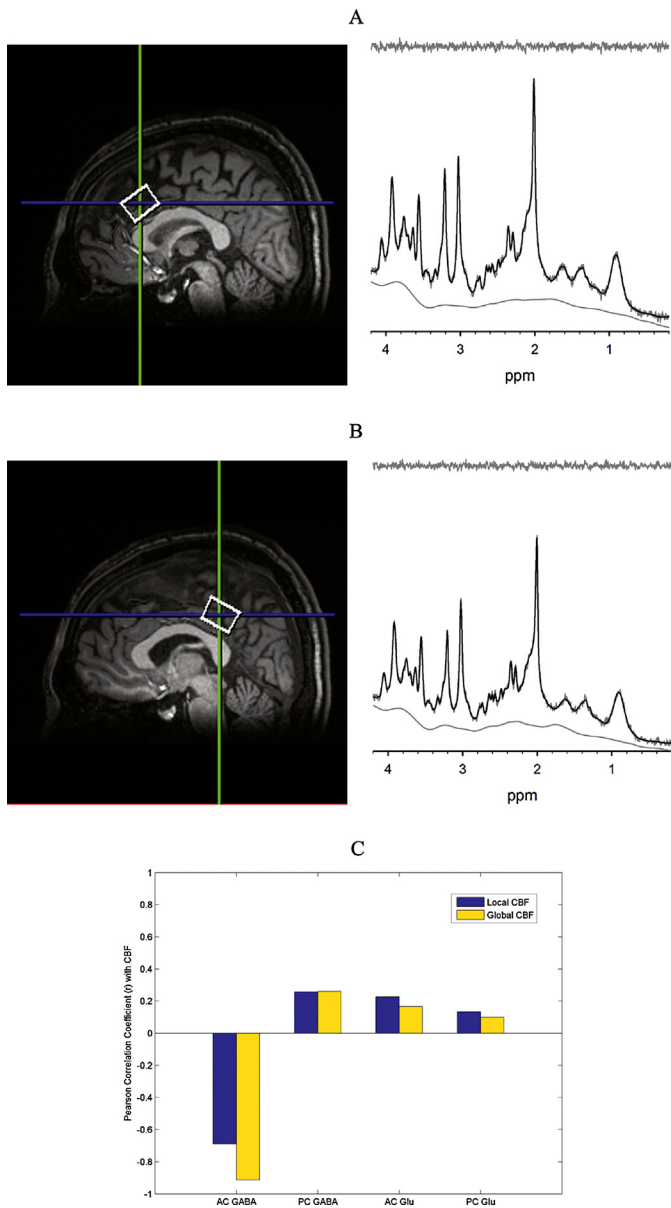 A
4 3 2 1
ppm
B
4 3 2 1
ppm
C
1
0.8
0.6
0.4
0.2
0
-0.2
-0.4
-0.6
-0.8
-1
Pearson Correlation Coefficient (r) with CBF
Local CBF
Global CBF
AC GABA PC GABA AC Glu PC Glu